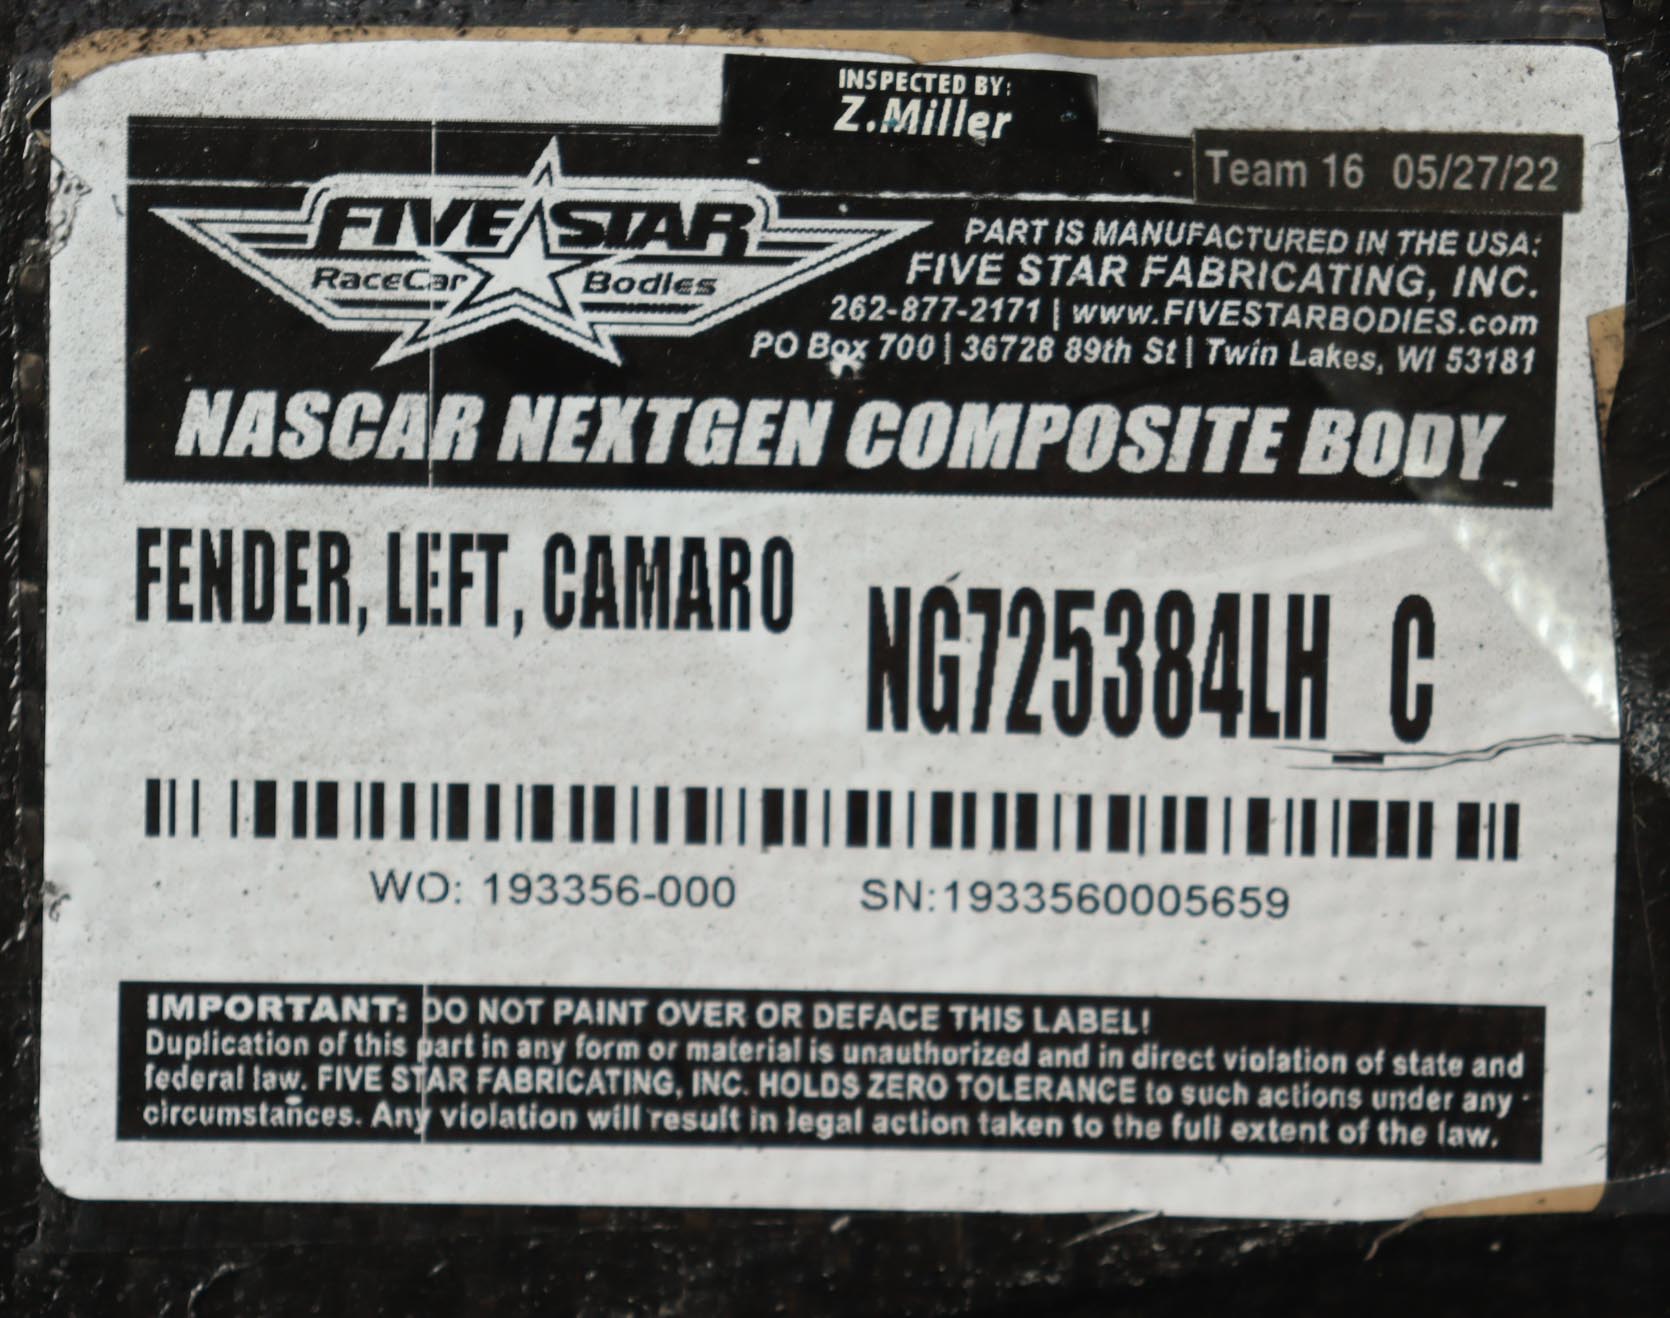 INSPECTED BY:
Z.Miller
Team 16 05/27/22
FIVE STAR
RaceCar Bodies
PART IS MANUFACTURED IN THE USA:
FIVE STAR FABRICATING, INC.
262-877-2171 | www.FIVESTARBODIES.com
PO Box 700 | 36728 89th St | Twin Lakes, WI 53181
NASCAR NEXTGEN COMPOSITE BODY
FENDER, LEFT, CAMARO
NG725384LH_C
WO: 193356-000 SN:1933560005659
IMPORTANT: DO NOT PAINT OVER OR DEFACE THIS LABEL!
Duplication of this part in any form or material is unauthorized and in direct violation of state and
federal law. FIVE STAR FABRICATING, INC. HOLDS ZERO TOLERANCE to such actions under any
circumstances. Any violation will result in legal action taken to the full extent of the law.